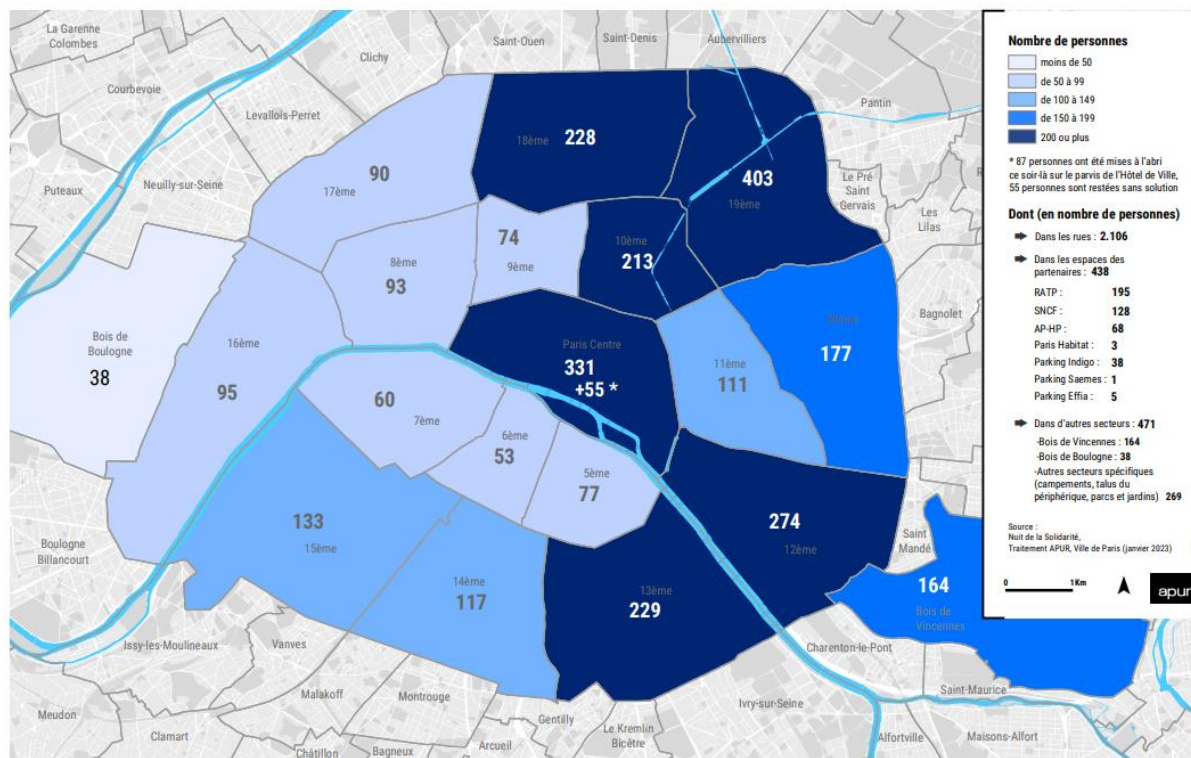 La Garenne
Colombes
Clichy
Saint-Ouen
Saint-Denis
Aubervilliers
Courbevoie
Levallois-Perret
Pantin
Puteaux
Neuilly-sur-Seine
Le Pré
Saint
Gervais
Les
Lilas
Bagnolet
90
17ème
18ème 228
403
19ème
74
9ème
10ème
213
8ème
93
Bois de
Boulogne
38
16ème
95
Paris Centre
331
+55 *
11ème
111
20ème
177
60
7ème
6ème
53
5ème
77
133
15ème
14ème
117
13ème
229
274
12ème
Saint
Mandé
164
Bois de
Vincennes
Boulogne
Billancourt
Issy-les-Moulineaux
Vanves
Malakoff
Montrouge
Meudon
Clamart
Châtillon
Bagneux
Arcueil
Gentilly
Le Kremlin
Bicêtre
Ivry-sur-Seine
Charenton-le-Pont
Saint-Maurice
Alfortville
Maisons-Alfort
Nombre de personnes
moins de 50
de 50 à 99
de 100 à 149
de 150 à 199
200 ou plus
* 87 personnes ont été mises à l'abri
ce soir-là sur le parvis de l'Hôtel de Ville,
55 personnes sont restées sans solution
Dont (en nombre de personnes)
Dans les rues : 2.106
Dans les espaces des
partenaires : 438
RATP : 195
SNCF : 128
AP-HP : 68
Paris Habitat : 3
Parking Indigo : 38
Parking Saemes : 1
Parking Effia : 5
Dans d'autres secteurs : 471
-Bois de Vincennes : 164
-Bois de Boulogne : 38
-Autres secteurs spécifiques
(campements, talus du
périphérique, parcs et jardins) 269
Source :
Nuit de la Solidarité,
Traitement APUR, Ville de Paris (janvier 2023)
0 1Km
apur